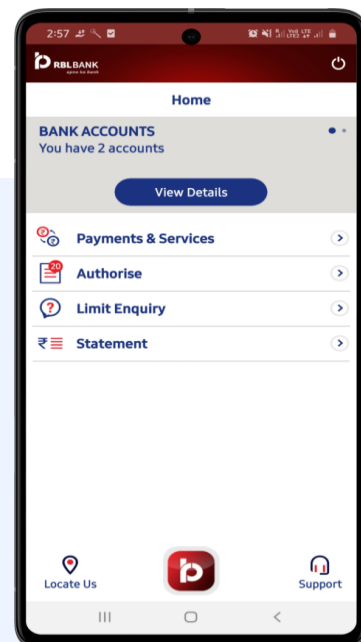 2:57
RBLBANK
apno ka bank
Home
BANK ACCOUNTS
You have 2 accounts
View Details
Payments & Services
20
Authorise
Limit Enquiry
₹ Statement
Locate Us
Support